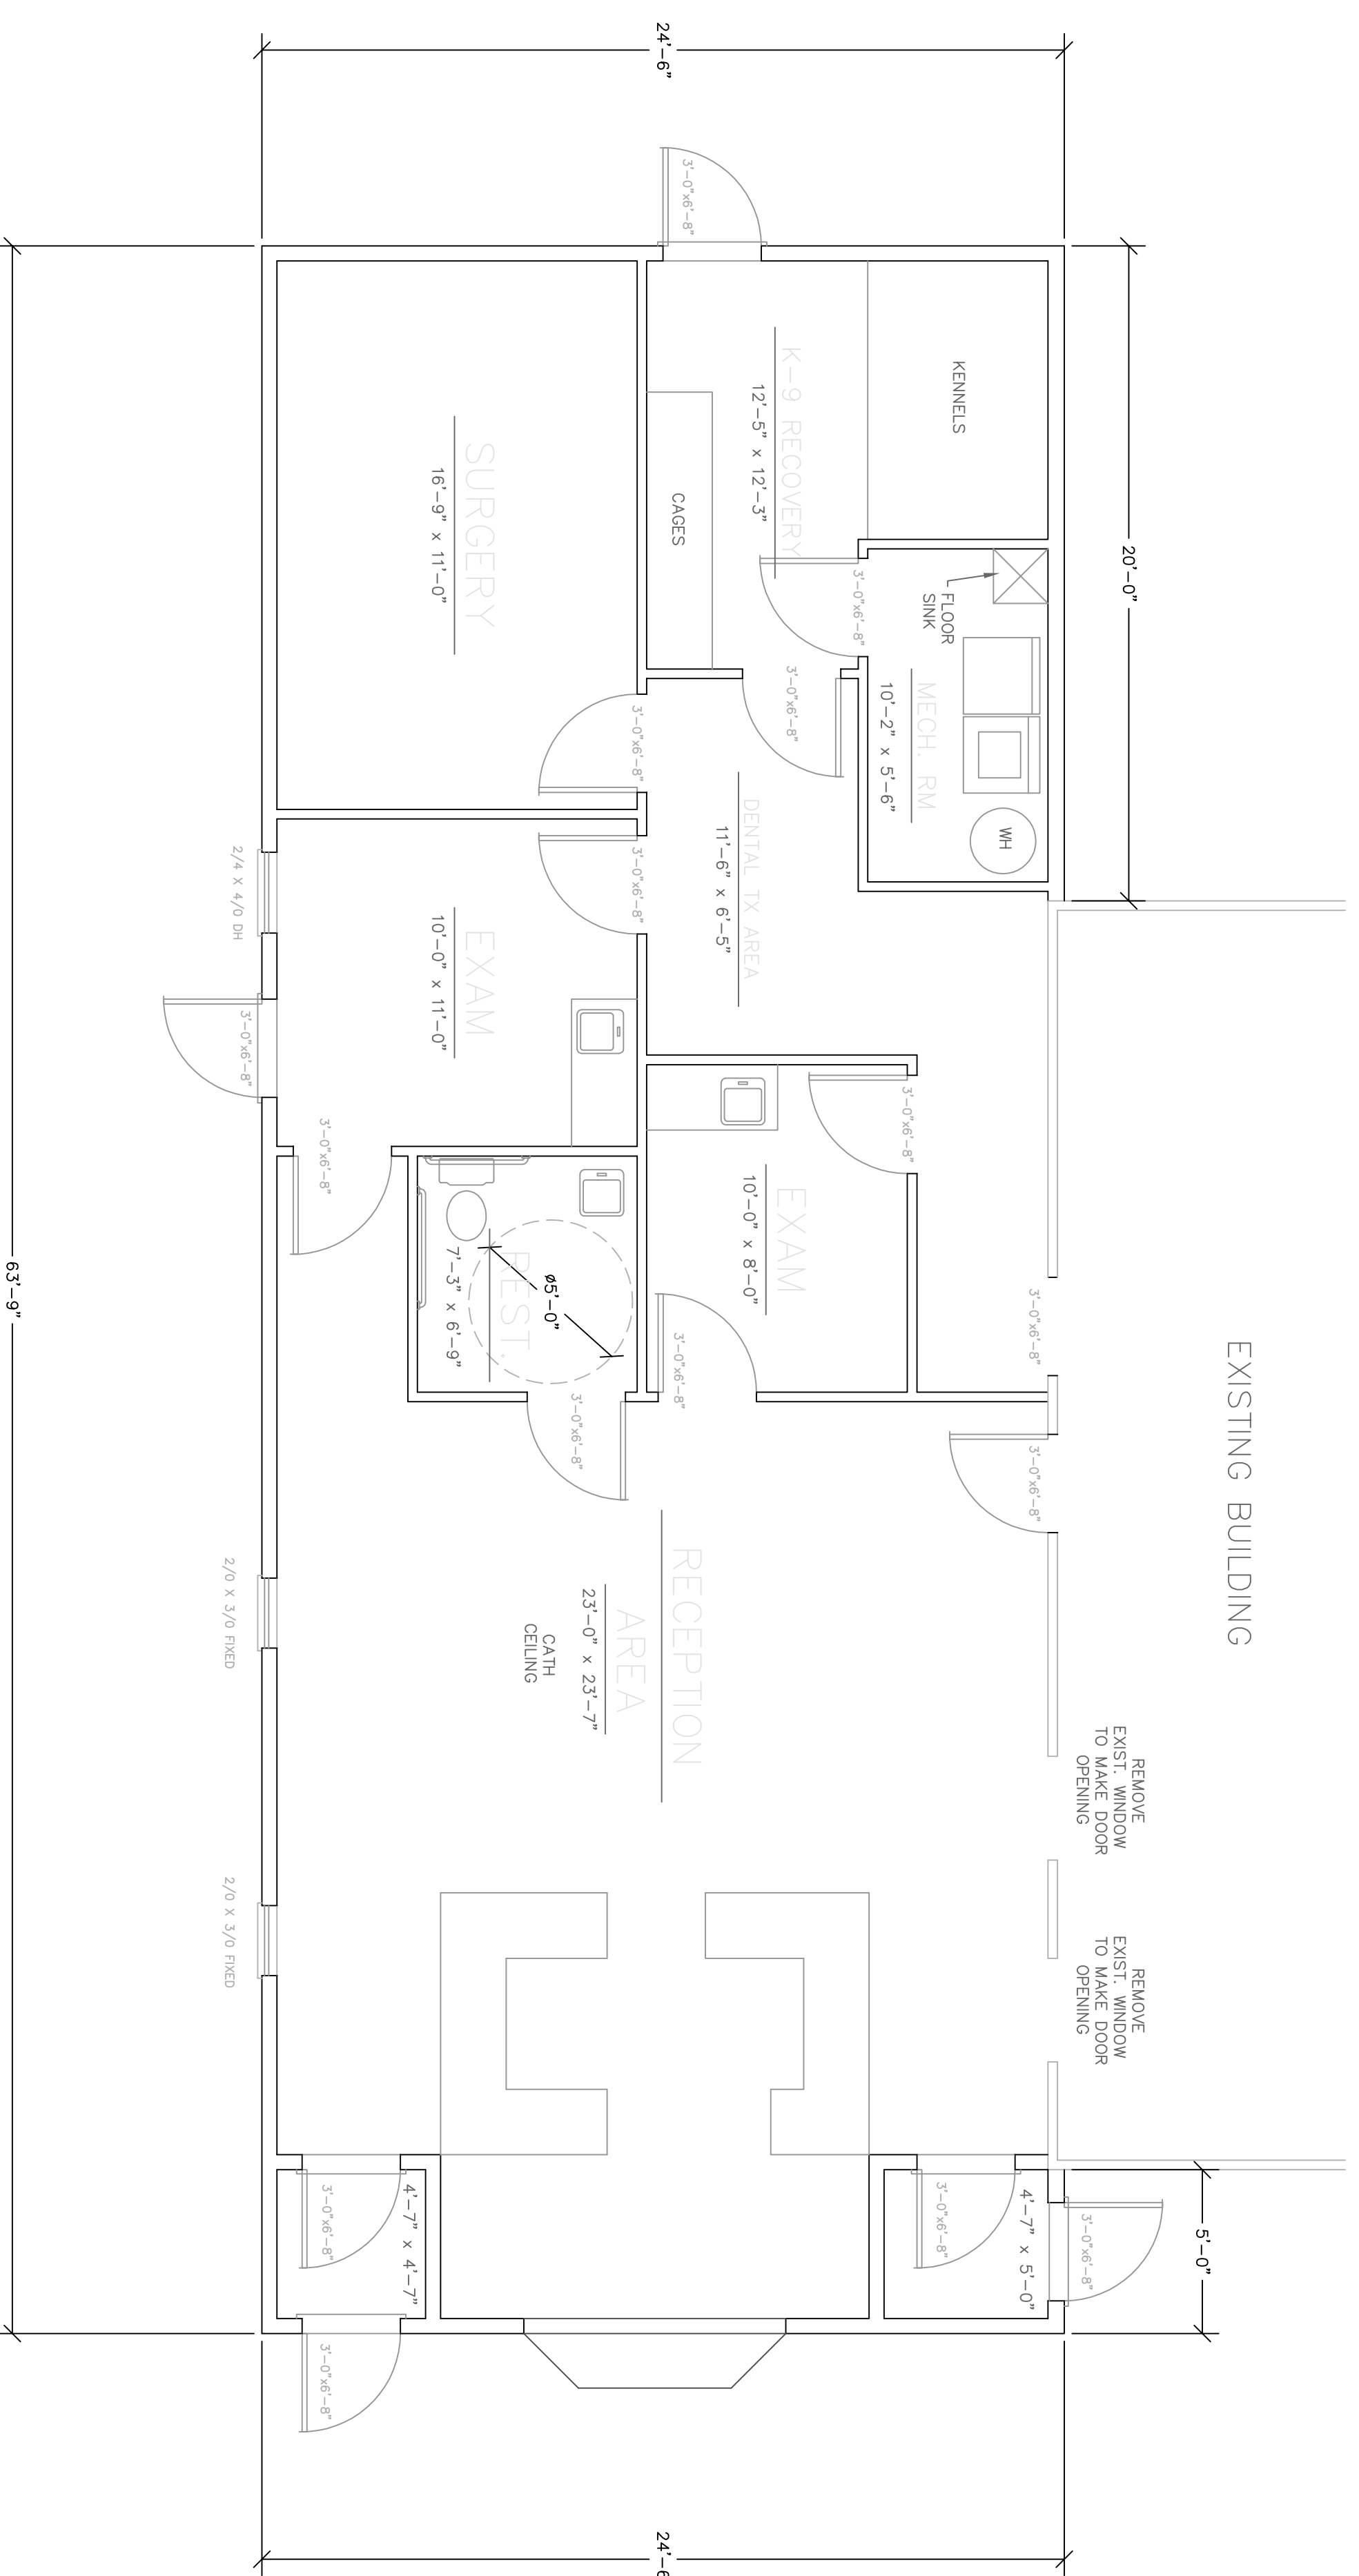 EXISTING BUILDING
20'-0"
5'-0"
24'-6"
24'-6
63'-9"
REMOVE
EXIST. WINDOW
TO MAKE DOOR
OPENING
REMOVE
EXIST. WINDOW
TO MAKE DOOR
OPENING
KENNELS
K-9 RECOVERY
12'-5" x 12'-3"
3'-0"x6'-8"
CAGES
FLOOR
SINK
WH
MECH. RM
10'-2" x 5'-6"
3'-0"x6'-8"
3'-0"x6'-8"
DENTAL TX AREA
11'-6" x 6'-5"
SURGERY
16'-9" x 11'-0"
3'-0"x6'-8"
3'-0"x6'-8"
EXAM
10'-0" x 11'-0"
2/4 X 4/0 DH
3'-0"x6'-8"
3'-0"x6'-8"
3'-0"x6'-8"
EXAM
10'-0" x 8'-0"
3'-0"x6'-8"
ø5'-0"
REST.
7'-3" x 6'-9"
3'-0"x6'-8"
3'-0"x6'-8"
3'-0"x6'-8"
RECEPTION
AREA
23'-0" x 23'-7"
CATH
CEILING
2/0 X 3/0 FIXED
2/0 X 3/0 FIXED
3'-0"x6'-8"
4'-7" x 5'-0"
3'-0"x6'-8"
4'-7" x 4'-7"
3'-0"x6'-8"
3'-0"x6'-8"